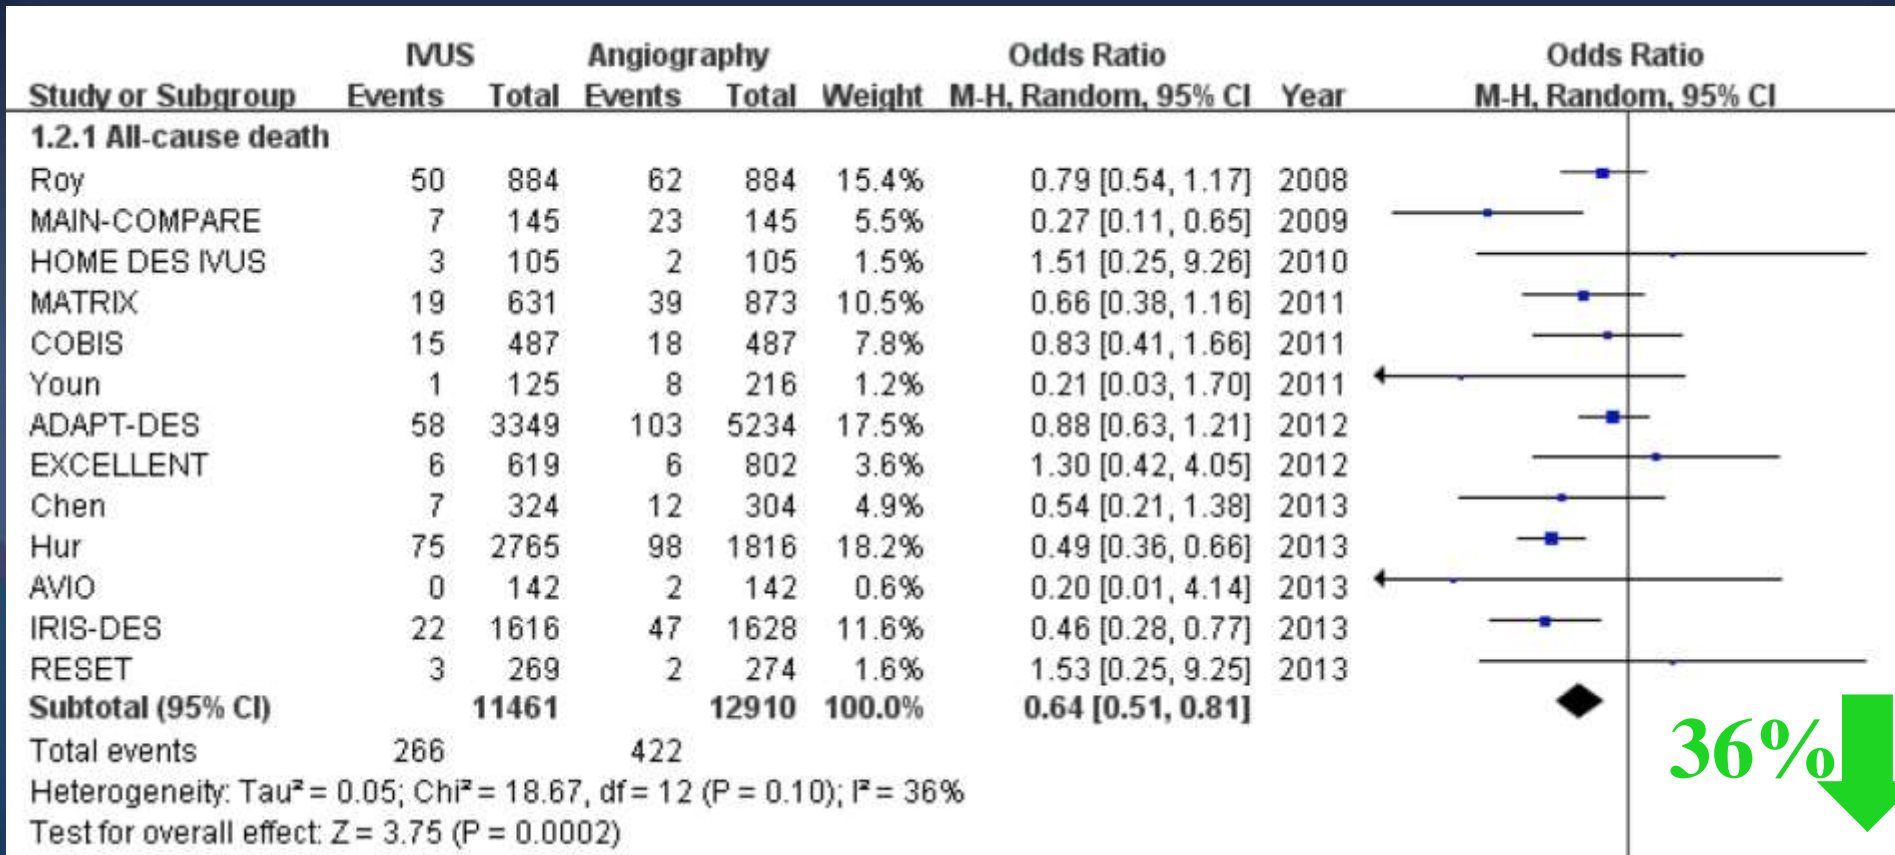 IVUS Angiography Odds Ratio Odds Ratio
Study or Subgroup Events Total Events Total Weight M-H, Random, 95% CI Year M-H, Random, 95% CI
1.2.1 All-cause death
Roy 50 884 62 884 15.4% 0.79 [0.54, 1.17] 2008
MAIN-COMPARE 7 145 23 145 5.5% 0.27 [0.11, 0.65] 2009
HOME DES IVUS 3 105 2 105 1.5% 1.51 [0.25, 9.26] 2010
MATRIX 19 631 39 873 10.5% 0.66 [0.38, 1.16] 2011
COBIS 15 487 18 487 7.8% 0.83 [0.41, 1.66] 2011
Youn 1 125 8 216 1.2% 0.21 [0.03, 1.70] 2011
ADAPT-DES 58 3349 103 5234 17.5% 0.88 [0.63, 1.21] 2012
EXCELLENT 6 619 6 802 3.6% 1.30 [0.42, 4.05] 2012
Chen 7 324 12 304 4.9% 0.54 [0.21, 1.38] 2013
Hur 75 2765 98 1816 18.2% 0.49 [0.36, 0.66] 2013
AVIO 0 142 2 142 0.6% 0.20 [0.01, 4.14] 2013
IRIS-DES 22 1616 47 1628 11.6% 0.46 [0.28, 0.77] 2013
RESET 3 269 2 274 1.6% 1.53 [0.25, 9.25] 2013
Subtotal (95% CI) 11461 12910 100.0% 0.64 [0.51, 0.81]
Total events 266 422
36%
Heterogeneity: Tau² = 0.05; Chi² = 18.67, df = 12 (P = 0.10); I² = 36%
Test for overall effect: Z = 3.75 (P = 0.0002)